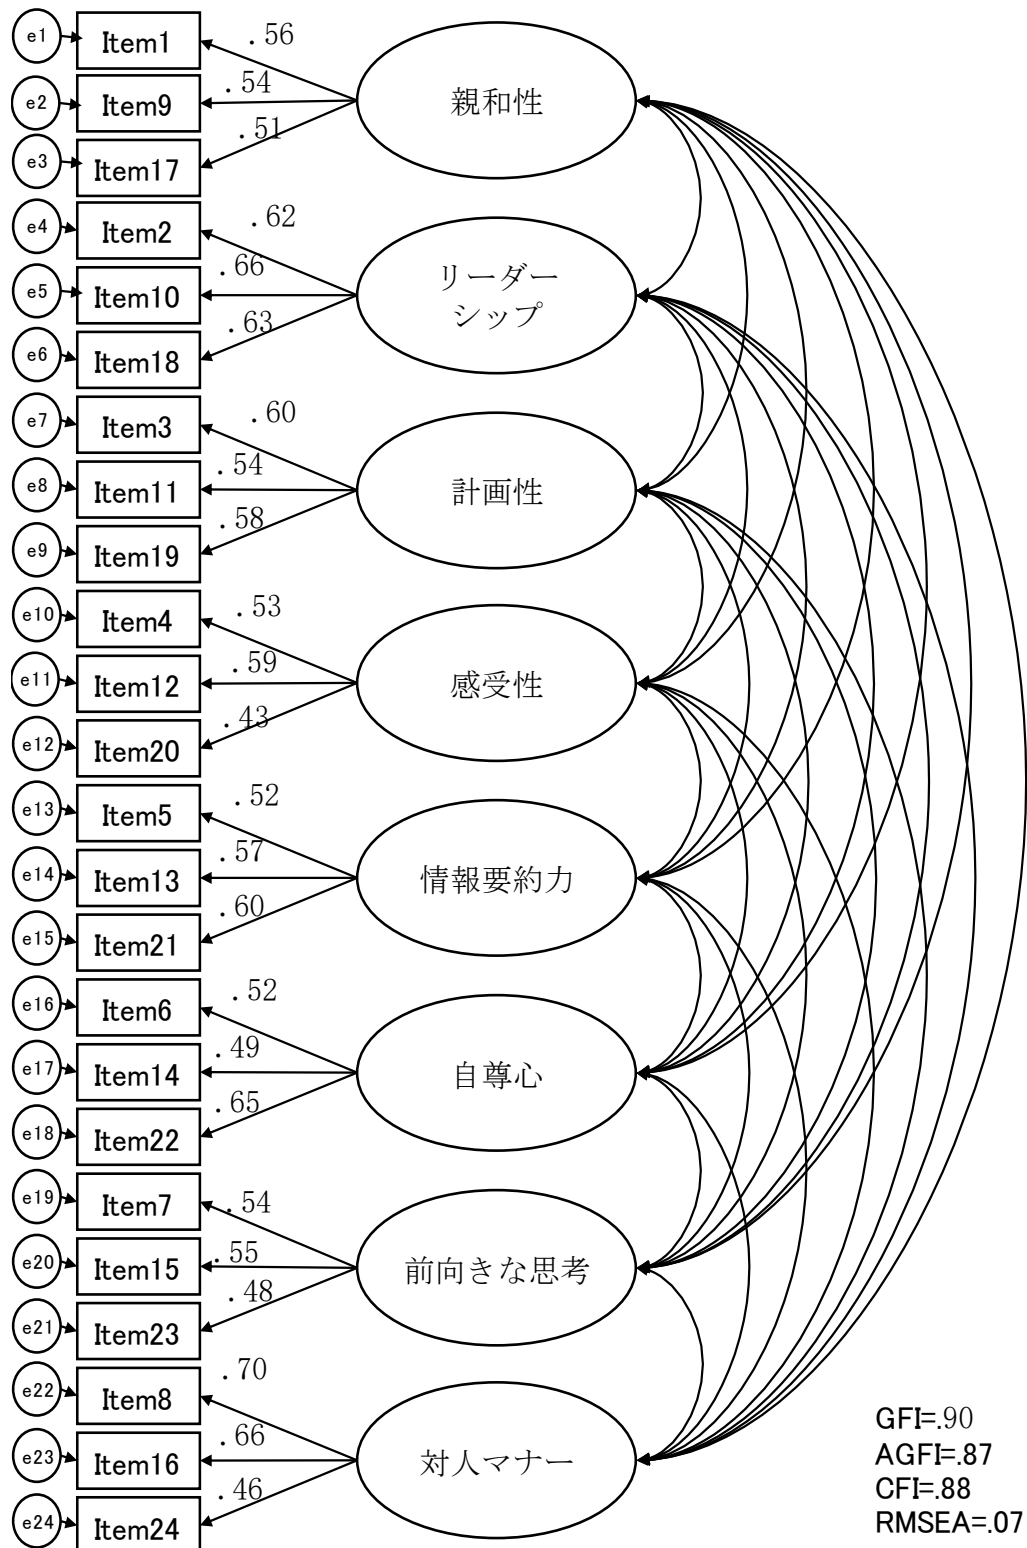 e1 Item1 .56
e2 Item9 .54
e3 Item17 .51
親和性
e4 Item2 .62
e5 Item10 .66
e6 Item18 .63
リーダー
シップ
e7 Item3 .60
e8 Item11 .54
e9 Item19 .58
計画性
e10 Item4 .53
e11 Item12 .59
e12 Item20 .43
感受性
e13 Item5 .52
e14 Item13 .57
e15 Item21 .60
情報要約力
e16 Item6 .52
e17 Item14 .49
e18 Item22 .65
自尊心
e19 Item7 .54
e20 Item15 .55
e21 Item23 .48
前向きな思考
e22 Item8 .70
e23 Item16 .66
e24 Item24 .46
対人マナー
GFI=.90
AGFI=.87
CFI=.88
RMSEA=.07